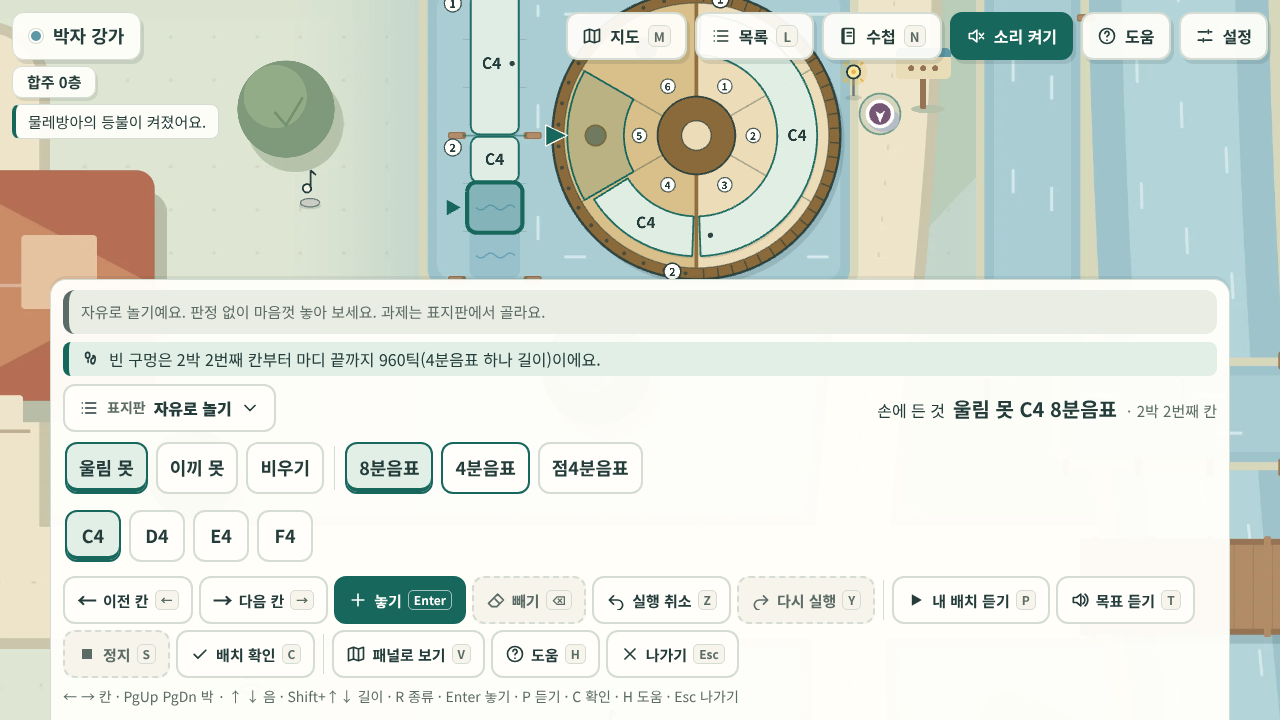 박자 강가
지도 M
목록 L
수첩 N
소리 켜기
도움
설정
합주 0층
물레방아의 등불이 켜졌어요.
1
C4
2
C4
1
6
1
5
2
C4
4
3
C4
2
자유로 놀기예요. 판정 없이 마음껏 놓아 보세요. 과제는 표지판에서 골라요.
빈 구멍은 2박 2번째 칸부터 마디 끝까지 960틱(4분음표 하나 길이)이에요.
표지판 자유로 놀기
손에 든 것 울림 못 C4 8분음표 · 2박 2번째 칸
울림 못 이끼 못 비우기 8분음표 4분음표 점4분음표
C4 D4 E4 F4
← 이전 칸 ← → 다음 칸 → 놓기 Enter 빼기 ⌫ 실행 취소 Z 다시 실행 Y 내 배치 듣기 P 목표 듣기 T
정지 S 배치 확인 C 패널로 보기 V 도움 H 나가기 Esc
← → 칸 · PgUp PgDn 박 · ↑ ↓ 음 · Shift+↑ ↓ 길이 · R 종류 · Enter 놓기 · P 듣기 · C 확인 · H 도움 · Esc 나가기